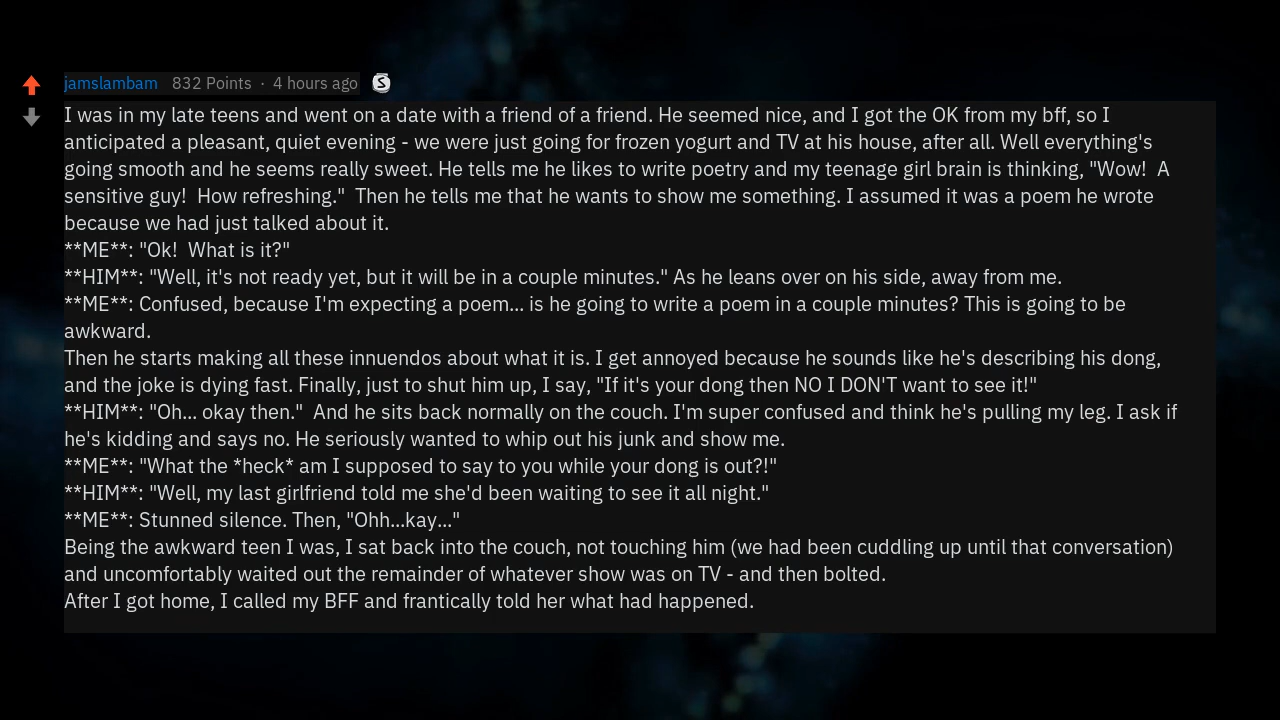 jamslambam 832 Points · 4 hours ago
I was in my late teens and went on a date with a friend of a friend. He seemed nice, and I got the OK from my bff, so I
anticipated a pleasant, quiet evening - we were just going for frozen yogurt and TV at his house, after all. Well everything's
going smooth and he seems really sweet. He tells me he likes to write poetry and my teenage girl brain is thinking, "Wow!  A
sensitive guy!  How refreshing."  Then he tells me that he wants to show me something. I assumed it was a poem he wrote
because we had just talked about it.
**ME**: "Ok!  What is it?"
**HIM**: "Well, it's not ready yet, but it will be in a couple minutes." As he leans over on his side, away from me.
**ME**: Confused, because I'm expecting a poem... is he going to write a poem in a couple minutes? This is going to be
awkward.
Then he starts making all these innuendos about what it is. I get annoyed because he sounds like he's describing his dong,
and the joke is dying fast. Finally, just to shut him up, I say, "If it's your dong then NO I DON'T want to see it!"
**HIM**: "Oh... okay then."  And he sits back normally on the couch. I'm super confused and think he's pulling my leg. I ask if
he's kidding and says no. He seriously wanted to whip out his junk and show me.
**ME**: "What the *heck* am I supposed to say to you while your dong is out?!"
**HIM**: "Well, my last girlfriend told me she'd been waiting to see it all night."
**ME**: Stunned silence. Then, "Ohh...kay..."
Being the awkward teen I was, I sat back into the couch, not touching him (we had been cuddling up until that conversation)
and uncomfortably waited out the remainder of whatever show was on TV - and then bolted.
After I got home, I called my BFF and frantically told her what had happened.